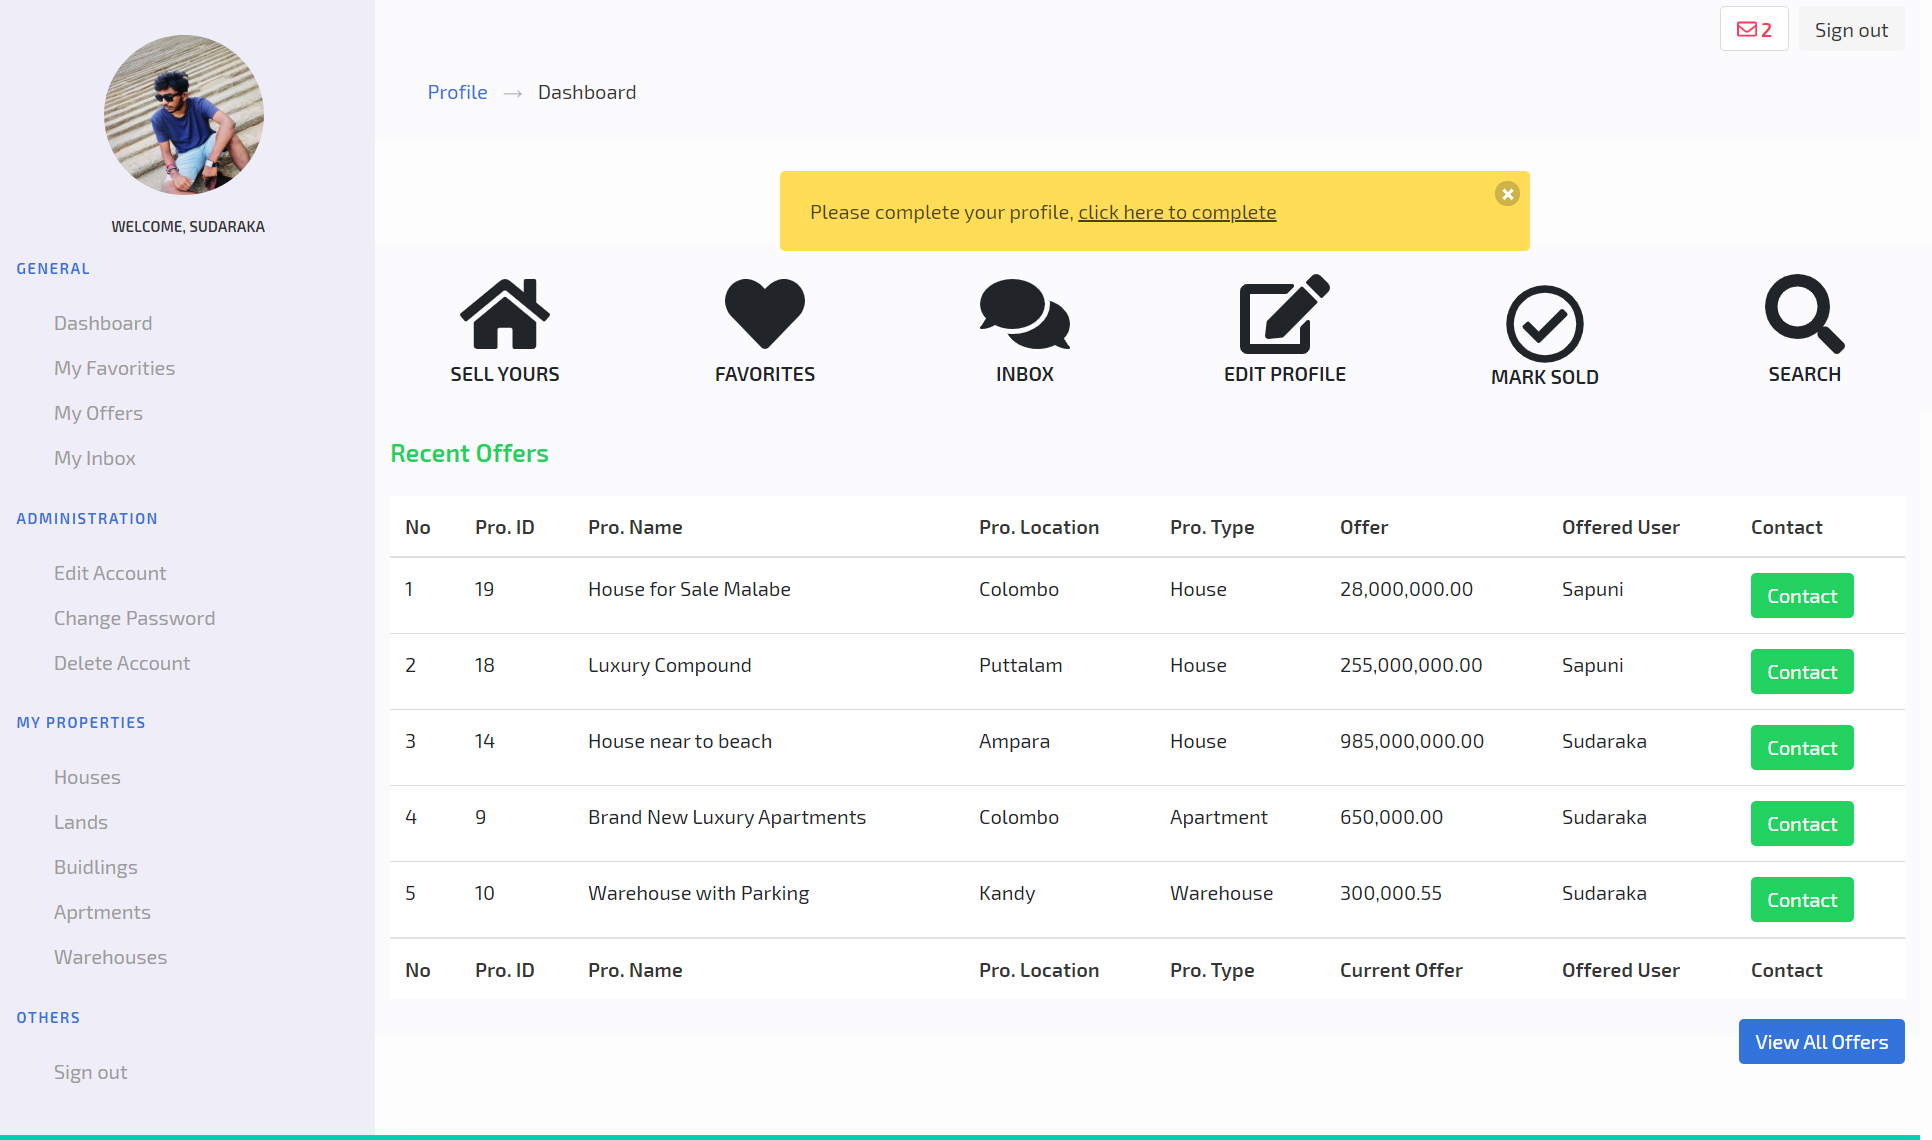 2
Sign out
Profile → Dashboard
Please complete your profile, click here to complete
WELCOME, SUDARAKA
GENERAL
Dashboard
My Favorities
My Offers
My Inbox
ADMINISTRATION
Edit Account
Change Password
Delete Account
MY PROPERTIES
Houses
Lands
Buidlings
Aprtments
Warehouses
OTHERS
Sign out
SELL YOURS
FAVORITES
INBOX
EDIT PROFILE
MARK SOLD
SEARCH
Recent Offers
No Pro. ID Pro. Name Pro. Location Pro. Type Offer Offered User Contact
1 19 House for Sale Malabe Colombo House 28,000,000.00 Sapuni Contact
2 18 Luxury Compound Puttalam House 255,000,000.00 Sapuni Contact
3 14 House near to beach Ampara House 985,000,000.00 Sudaraka Contact
4 9 Brand New Luxury Apartments Colombo Apartment 650,000.00 Sudaraka Contact
5 10 Warehouse with Parking Kandy Warehouse 300,000.55 Sudaraka Contact
No Pro. ID Pro. Name Pro. Location Pro. Type Current Offer Offered User Contact
View All Offers